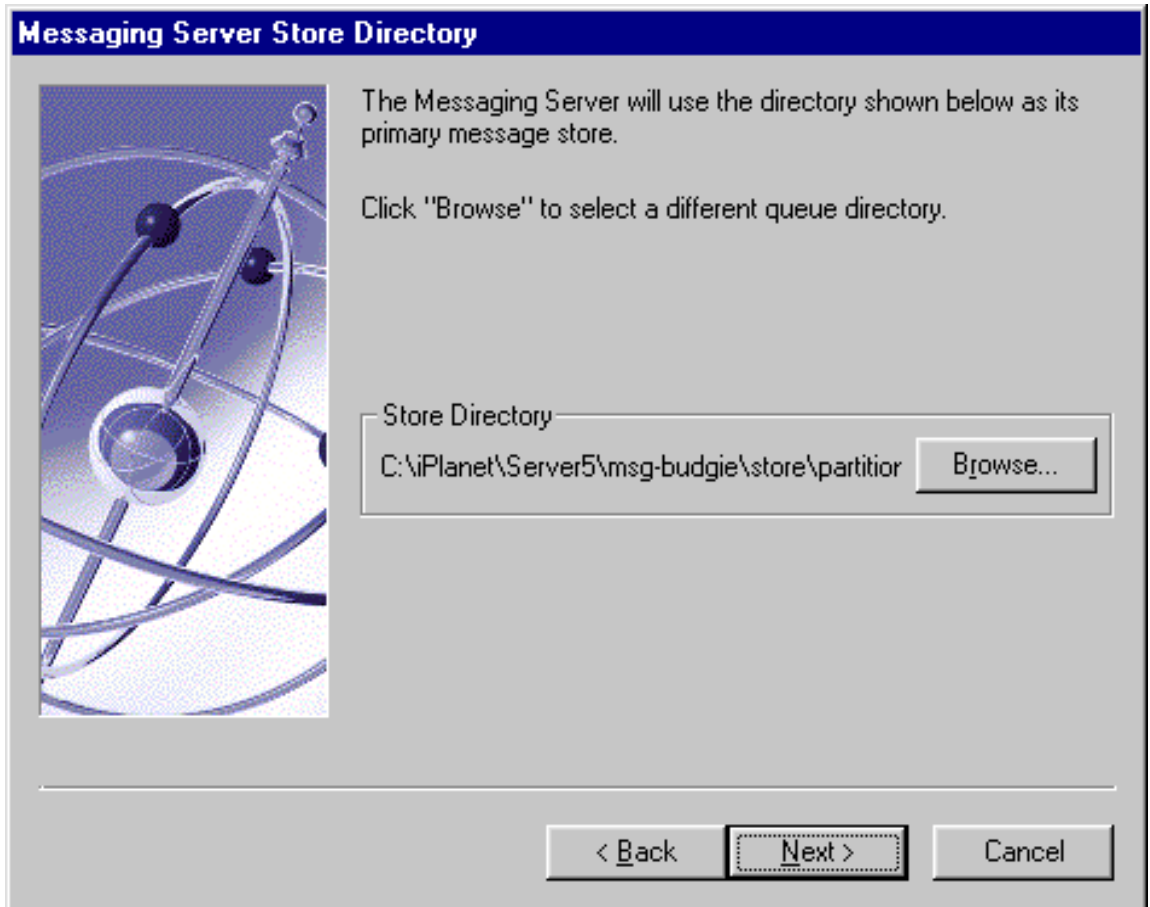 Messaging Server Store Directory
The Messaging Server will use the directory shown below as its
primary message store.
Click "Browse" to select a different queue directory.
Store Directory
C:\iPlanet\Server5\msg-budgie\store\partitior
Browse...
< Back
Next >
Cancel